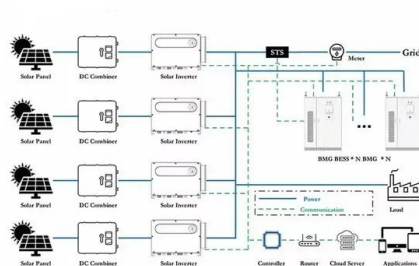 STS
Meter
Grid
Solar Panel DC Combiner Solar Inverter
Solar Panel DC Combiner Solar Inverter
BMG BESS * N BMG * N
Solar Panel DC Combiner Solar Inverter
Power
Communication
Load
Solar Panel DC Combiner Solar Inverter
Controller Router Cloud Server Applications